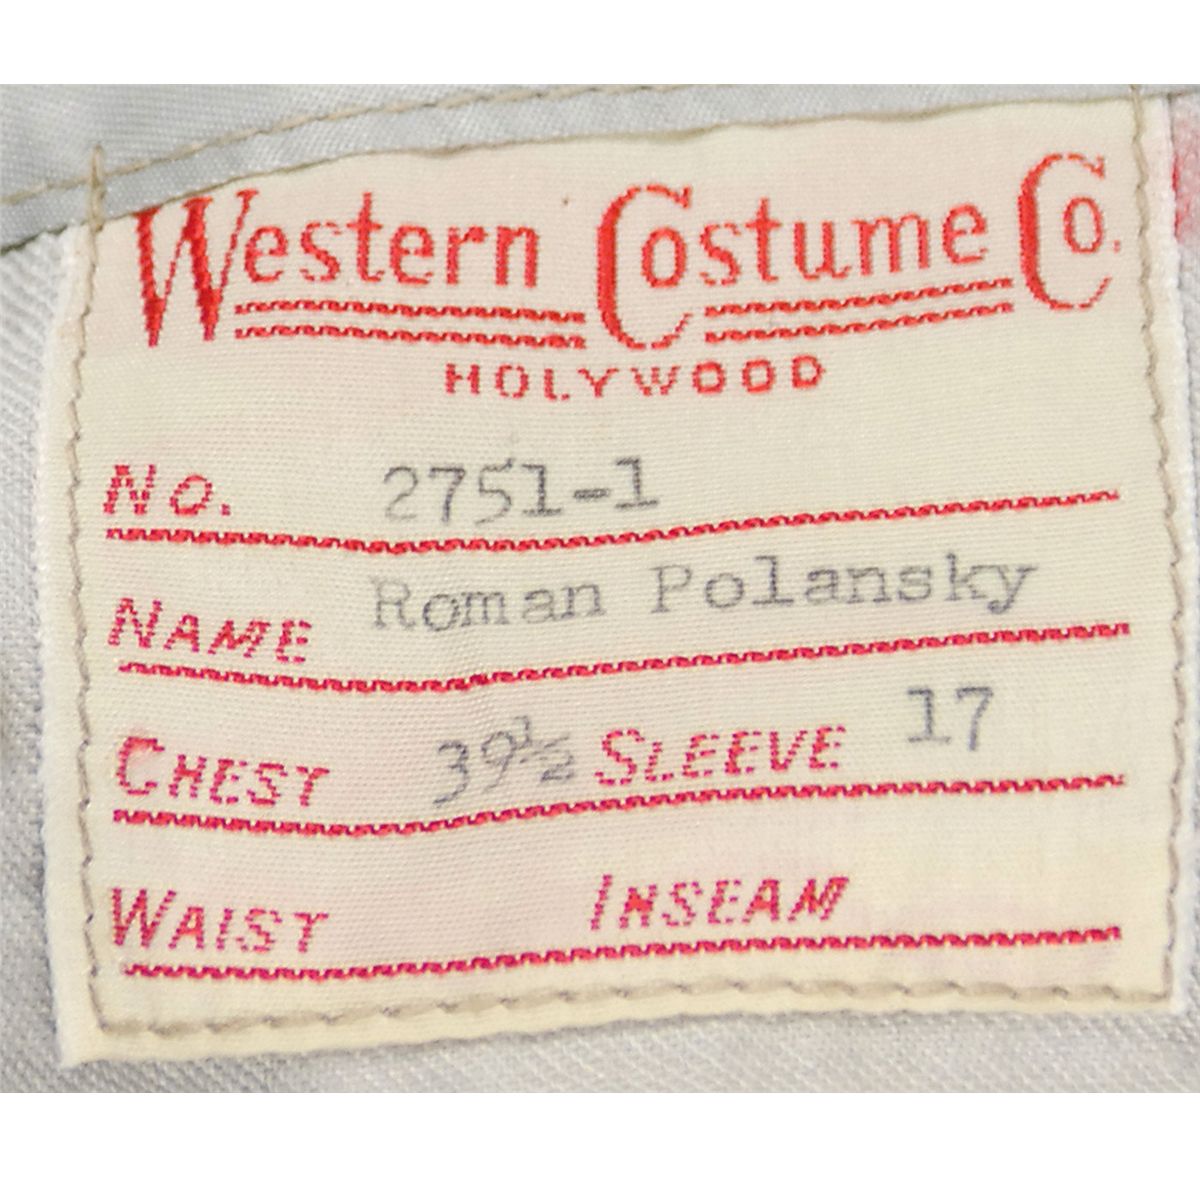 Western Costume Co.
HOLYWOOD
No. 2751-1
NAME Roman Polansky
CHEST 39½ SLEEVE 17
WAIST INSEAM